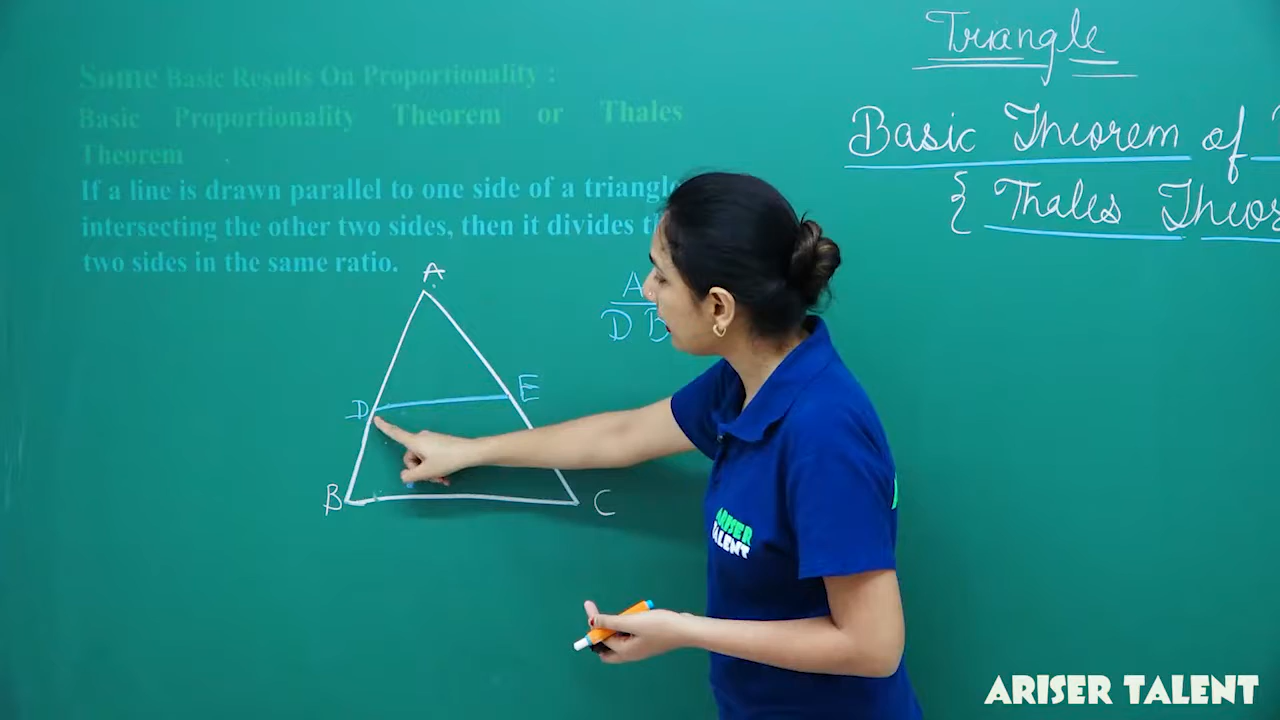 Triangle
Basic Theorem of
{ Thales
Some Basic Results On Proportionality :
Basic Proportionality Theorem or Thales
Theorem .
If a line is drawn parallel to one side of a triangle
intersecting the other two sides, then it divides
two sides in the same ratio.
A
D
E
B
C
A
DB
ARISER
TALENT
ARISER TALENT